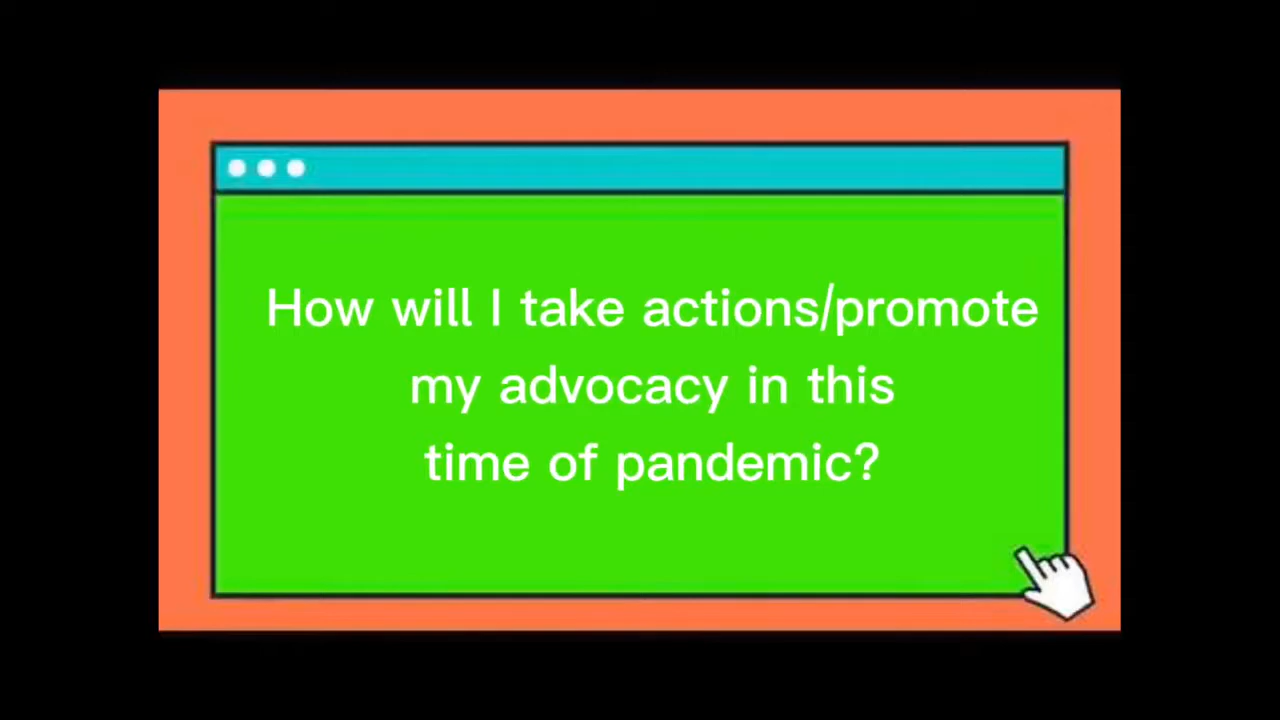 How will I take actions/promote
my advocacy in this
time of pandemic?